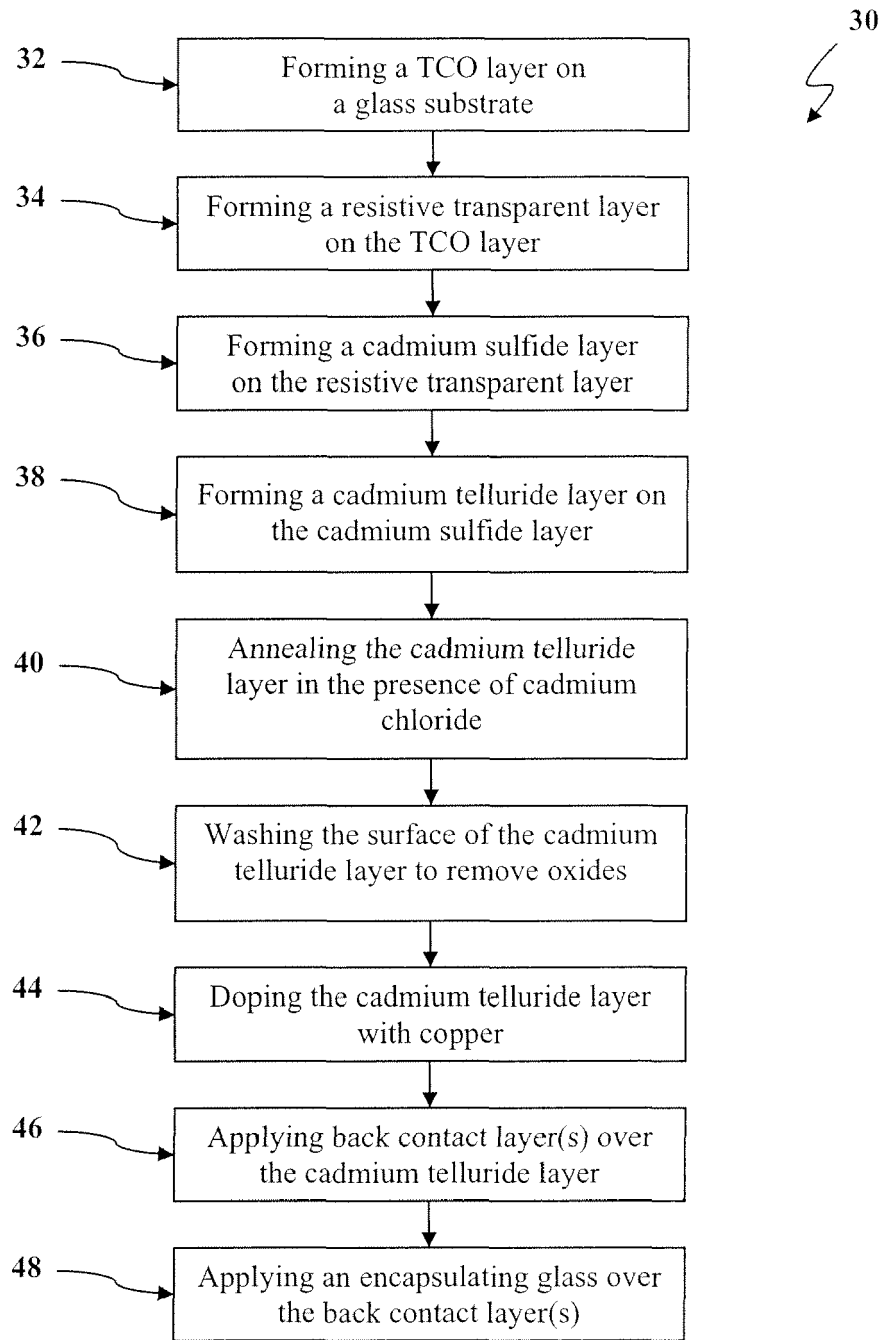 30
32
Forming a TCO layer on
a glass substrate
34
Forming a resistive transparent layer
on the TCO layer
36
Forming a cadmium sulfide layer
on the resistive transparent layer
38
Forming a cadmium telluride layer on
the cadmium sulfide layer
40
Annealing the cadmium telluride
layer in the presence of cadmium
chloride
42
Washing the surface of the cadmium
telluride layer to remove oxides
44
Doping the cadmium telluride layer
with copper
46
Applying back contact layer(s) over
the cadmium telluride layer
48
Applying an encapsulating glass over
the back contact layer(s)